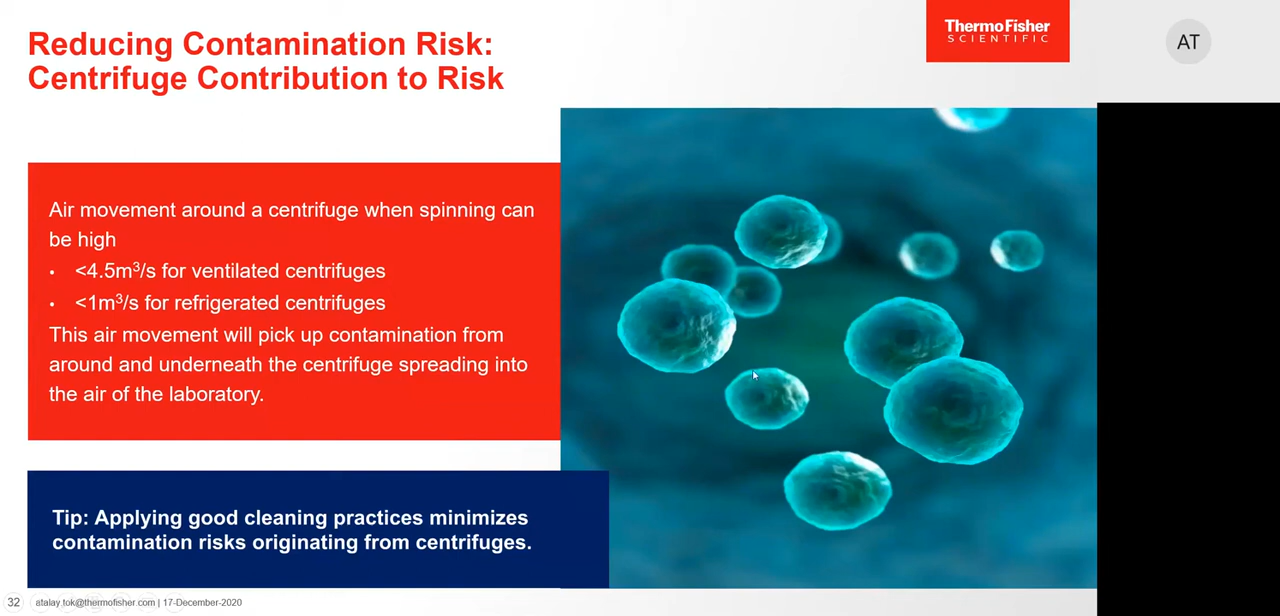 Reducing Contamination Risk:
Centrifuge Contribution to Risk
ThermoFisher
SCIENTIFIC
AT
Air movement around a centrifuge when spinning can
be high
• <4.5m³/s for ventilated centrifuges
• <1m³/s for refrigerated centrifuges
This air movement will pick up contamination from
around and underneath the centrifuge spreading into
the air of the laboratory.
Tip: Applying good cleaning practices minimizes
contamination risks originating from centrifuges.
32 atalay.tok@thermofisher.com | 17-December-2020